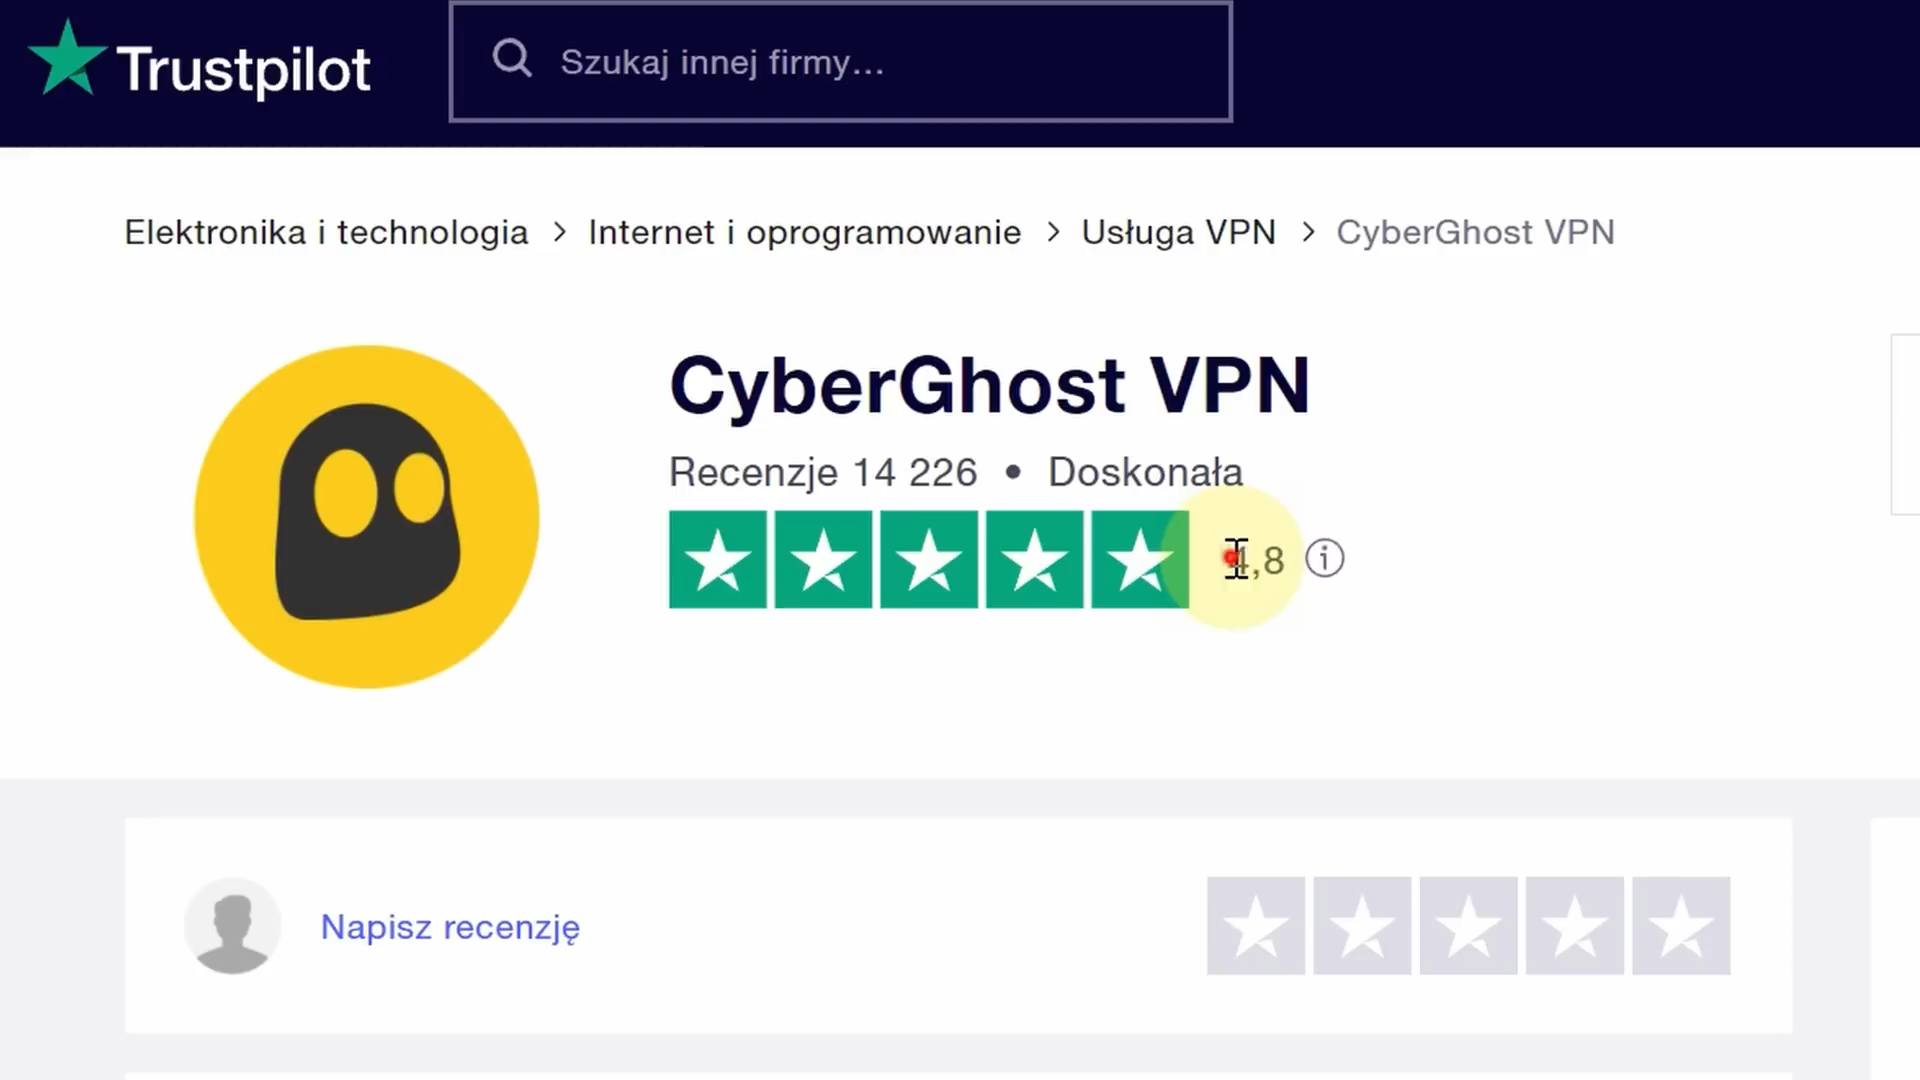 Trustpilot
Szukaj innej firmy...
Elektronika i technologia > Internet i oprogramowanie > Usługa VPN > CyberGhost VPN
CyberGhost VPN
Recenzje 14 226 • Doskonała
4,8
Napisz recenzję